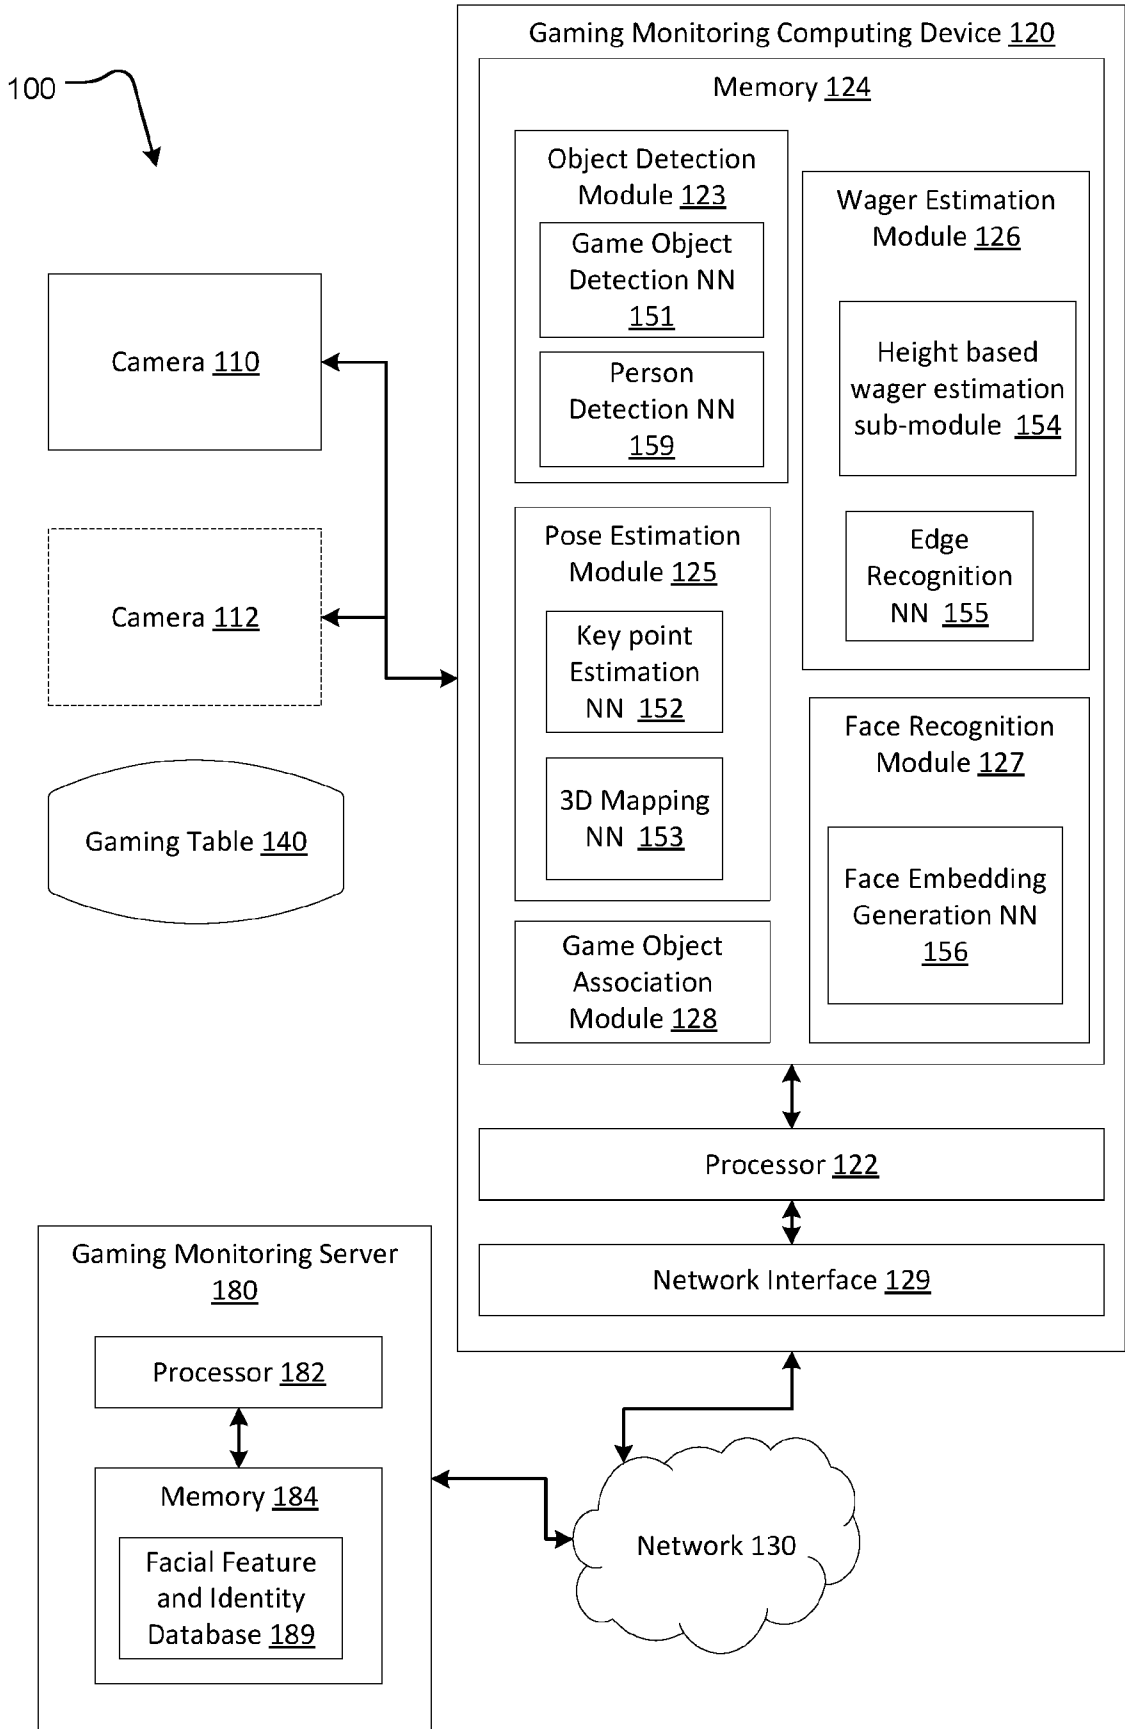 100
Gaming Monitoring Computing Device 120
Memory 124
Object Detection
Module 123
Game Object
Detection NN
151
Person
Detection NN
159
Wager Estimation
Module 126
Height based
wager estimation
sub-module 154
Edge
Recognition
NN 155
Camera 110
Camera 112
Gaming Table 140
Pose Estimation
Module 125
Key point
Estimation
NN 152
3D Mapping
NN 153
Face Recognition
Module 127
Face Embedding
Generation NN
156
Game Object
Association
Module 128
Processor 122
Network Interface 129
Gaming Monitoring Server
180
Processor 182
Memory 184
Facial Feature
and Identity
Database 189
Network 130